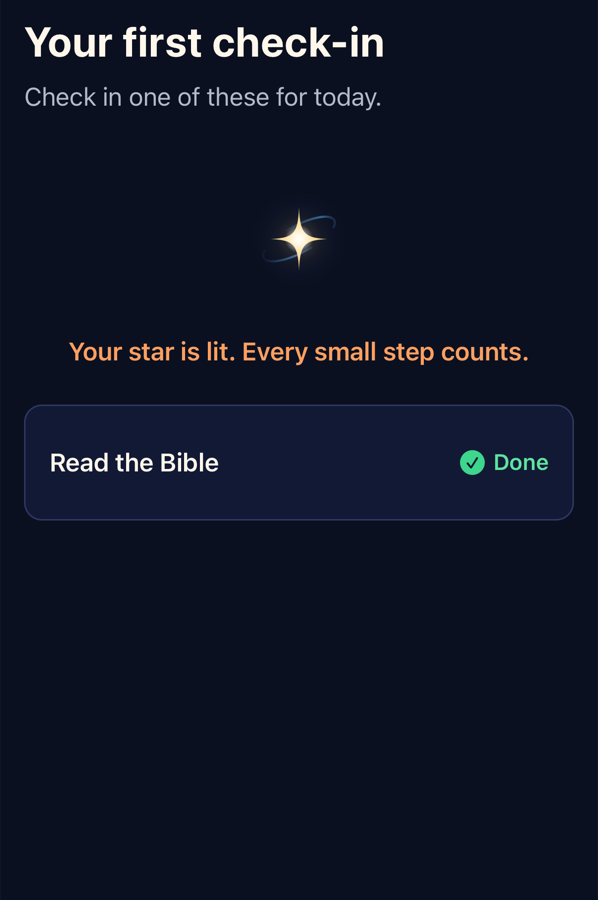 Your first check-in
Check in one of these for today.
Your star is lit. Every small step counts.
Read the Bible
Done